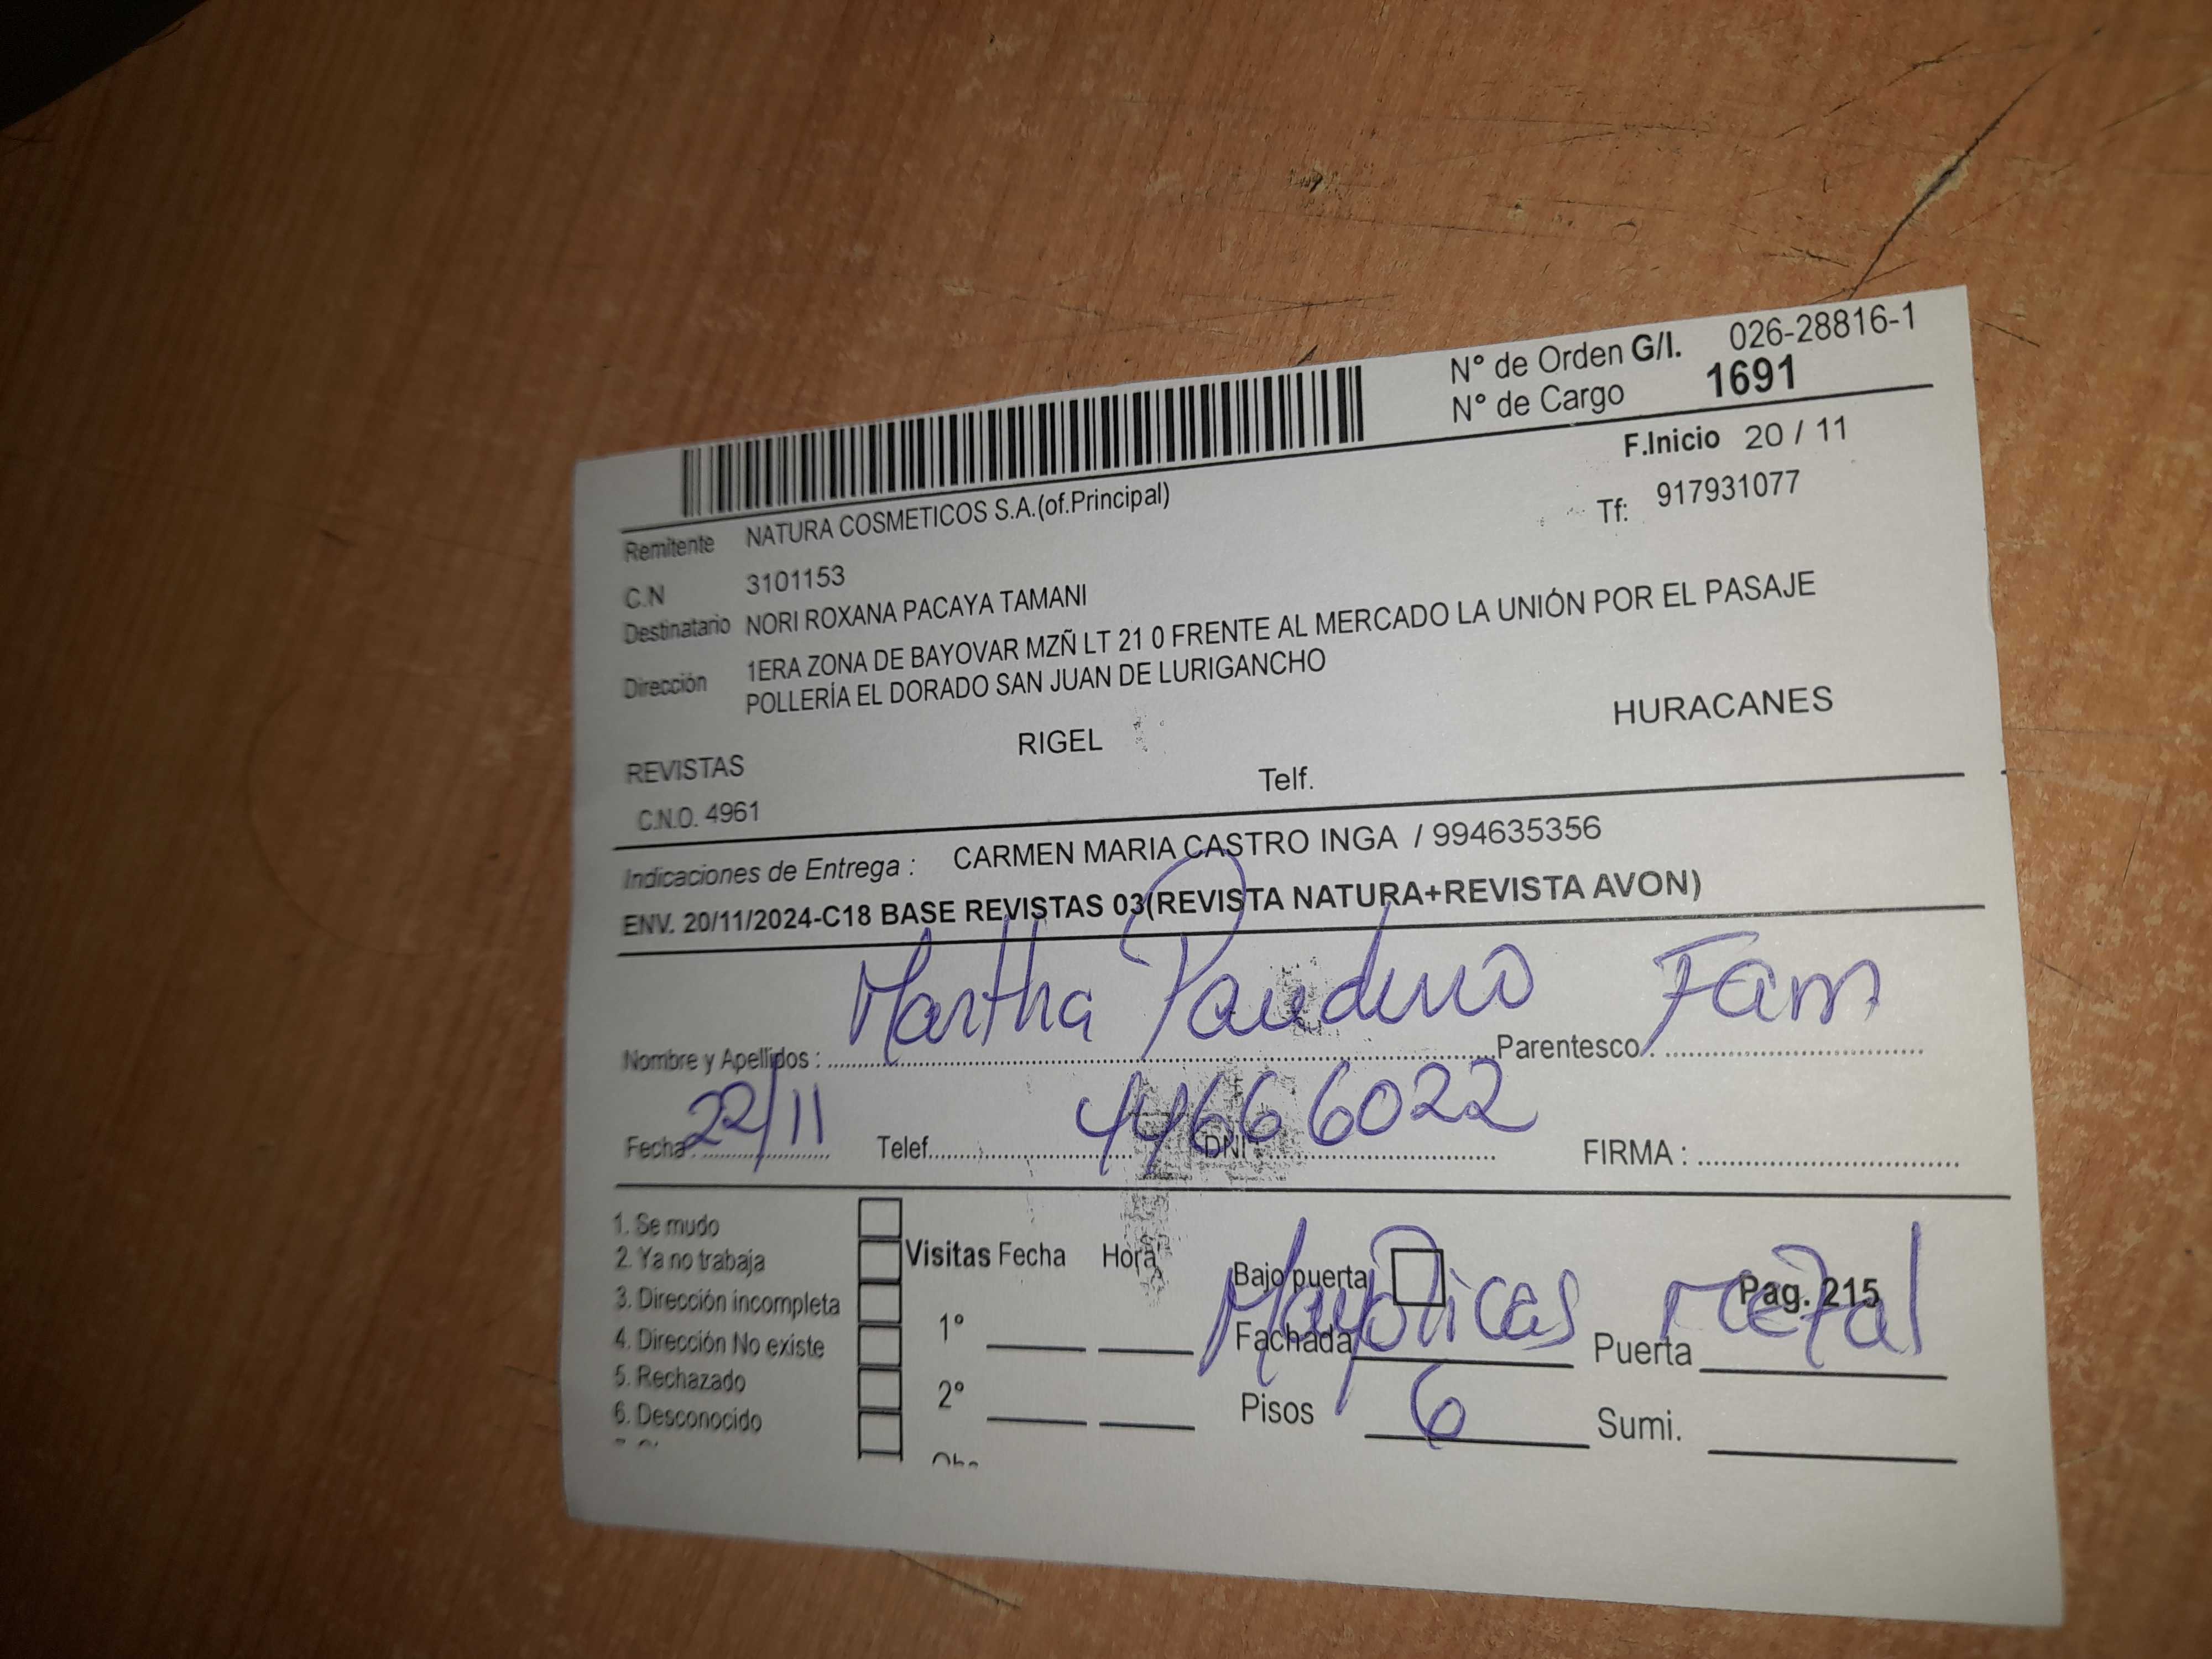 N° de Orden G/I. 026-28816-1
N° de Cargo 1691
F.Inicio 20 / 11
Remitente NATURA COSMETICOS S.A.(of.Principal)
Tf: 917931077
C.N 3101153
Destinatario NORI ROXANA PACAYA TAMANI
Dirección 1ERA ZONA DE BAYOVAR MZÑ LT 21 0 FRENTE AL MERCADO LA UNIÓN POR EL PASAJE
POLLERÍA EL DORADO SAN JUAN DE LURIGANCHO
REVISTAS RIGEL HURACANES
C.N.O. 4961 Telf.
Indicaciones de Entrega : CARMEN MARIA CASTRO INGA / 994635356
ENV. 20/11/2024-C18 BASE REVISTAS 03(REVISTA NATURA+REVISTA AVON)
Nombre y Apellidos : Martha Parentesco : Fam
Fecha : 22/11 Telef. DNI : 44666022 FIRMA :
1. Se mudo
2. Ya no trabaja
3. Dirección incompleta
4. Dirección No existe
5. Rechazado
6. Desconocido
Visitas Fecha Hora
1°
2°
Bajo puerta Pag. 215
Fachada Mayolicas Puerta metal
Pisos 6 Sumi.